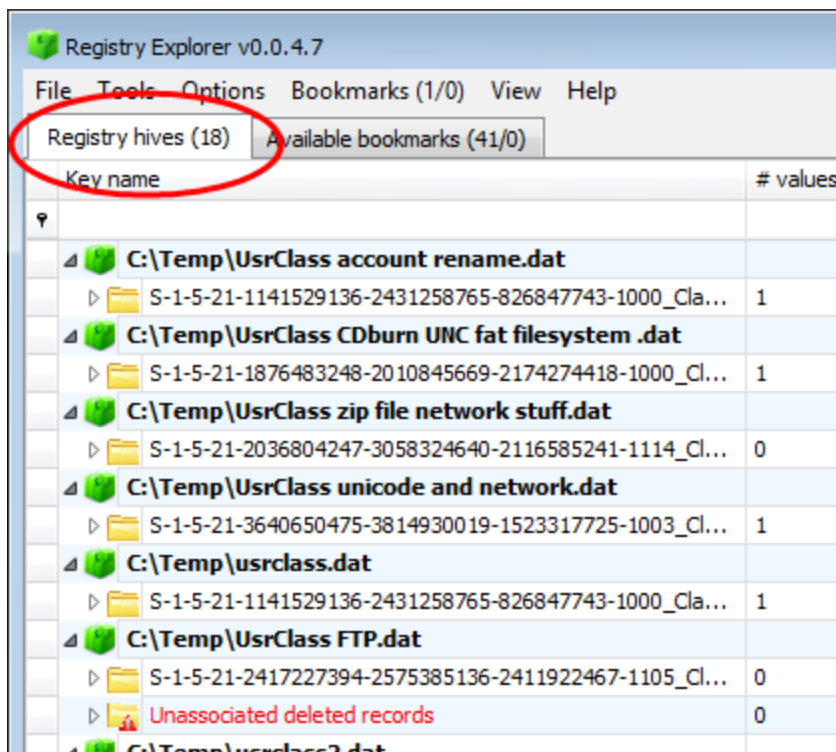 Registry Explorer v0.0.4.7
File Tools Options Bookmarks (1/0) View Help
Registry hives (18) Available bookmarks (41/0)
Key name # values
C:\Temp\UsrClass account rename.dat
S-1-5-21-1141529136-2431258765-826847743-1000_Cla... 1
C:\Temp\UsrClass CDburn UNC fat filesystem .dat
S-1-5-21-1876483248-2010845669-2174274418-1000_Cl... 1
C:\Temp\UsrClass zip file network stuff.dat
S-1-5-21-2036804247-3058324640-2116585241-1114_Cl... 0
C:\Temp\UsrClass unicode and network.dat
S-1-5-21-3640650475-3814930019-1523317725-1003_Cl... 1
C:\Temp\usrclass.dat
S-1-5-21-1141529136-2431258765-826847743-1000_Cla... 1
C:\Temp\UsrClass FTP.dat
S-1-5-21-2417227394-2575385136-2411922467-1105_Cl... 0
Unassociated deleted records 0
C:\Temp\usrclass2.dat